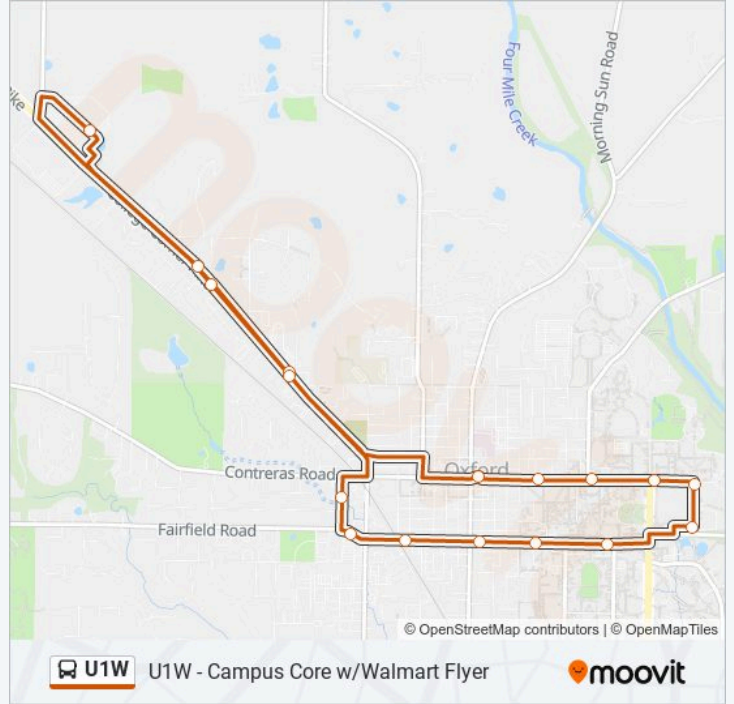 Four Mile Creek
Morning Sun Road
ike
Oxford
Contreras Road
Fairfield Road
© OpenStreetMap contributors | © OpenMapTiles
U1W
U1W - Campus Core w/Walmart Flyer
moovit